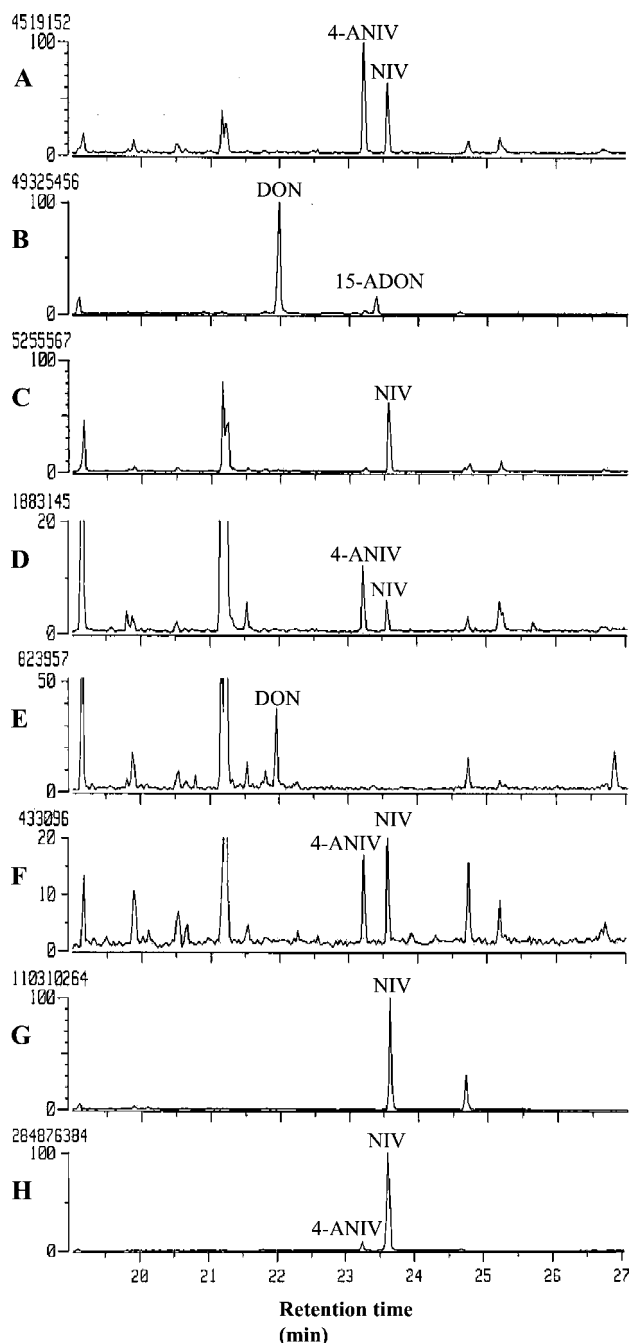 4519152
100
A
4-ANIV
NIV
0
49325456
100
B
DON
15-ADON
0
5255567
100
C
NIV
0
1883145
20
D
4-ANIV
NIV
0
823957
50
E
DON
0
433096
20
F
4-ANIV
NIV
10
0
110310264
100
G
NIV
0
284876384
100
H
NIV
4-ANIV
0
20 21 22 23 24 25 26 27
Retention time
(min)